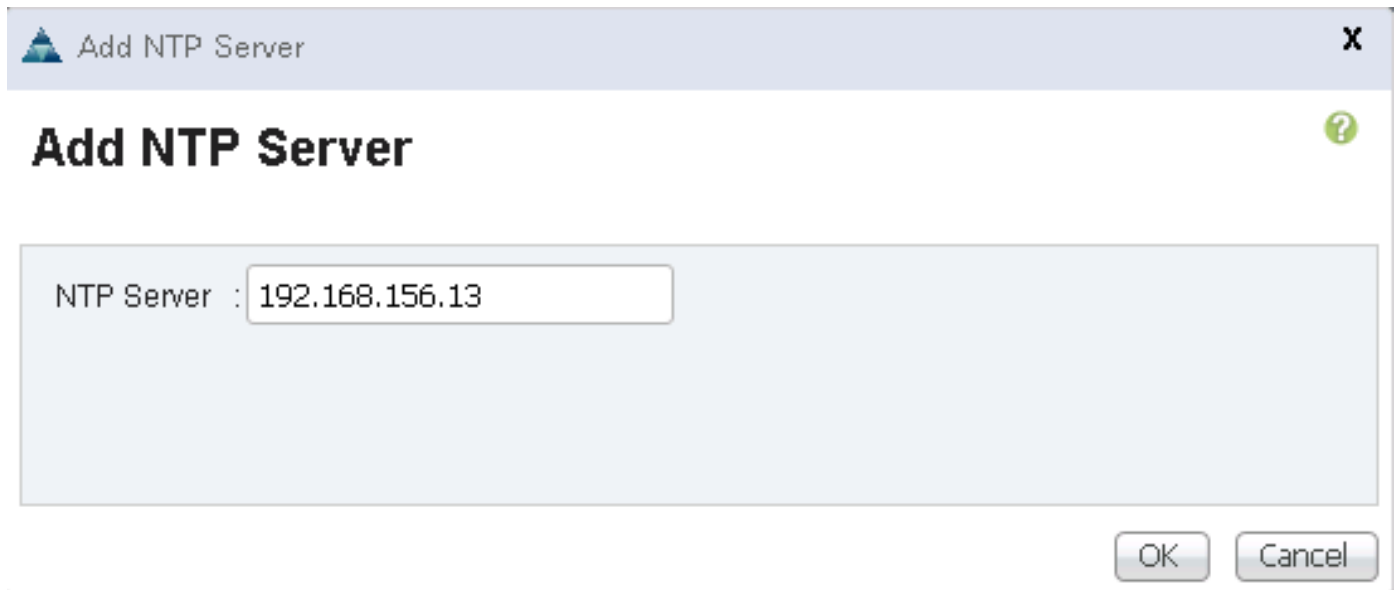 Add NTP Server X
Add NTP Server ?
NTP Server : 192.168.156.13
OK Cancel